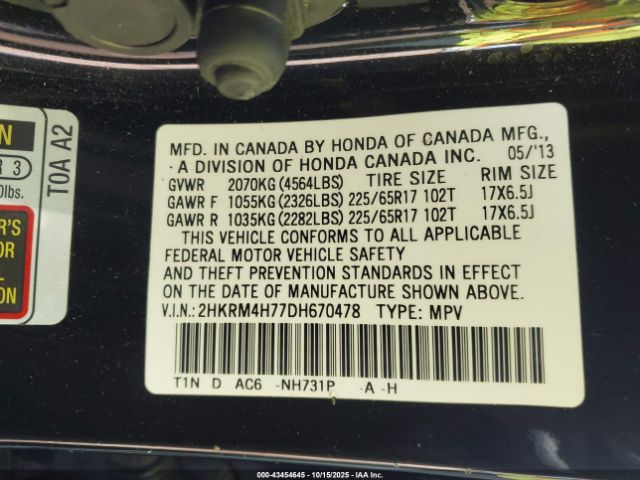 N
R 3
0lbs.
T0A A2
R'S
OR
L
ION
MFD. IN CANADA BY HONDA OF CANADA MFG.,
A DIVISION OF HONDA CANADA INC. 05/'13
GVWR 2070KG (4564LBS) TIRE SIZE RIM SIZE
GAWR F 1055KG (2326LBS) 225/65R17 102T 17X6.5J
GAWR R 1035KG (2282LBS) 225/65R17 102T 17X6.5J
THIS VEHICLE CONFORMS TO ALL APPLICABLE
FEDERAL MOTOR VEHICLE SAFETY
AND THEFT PREVENTION STANDARDS IN EFFECT
ON THE DATE OF MANUFACTURE SHOWN ABOVE.
V.I.N.: 2HKRM4H77DH670478 TYPE: MPV
T1N D AC6 -NH731P -A -H
000-43454645 - 10/15/2025 - IAA Inc.